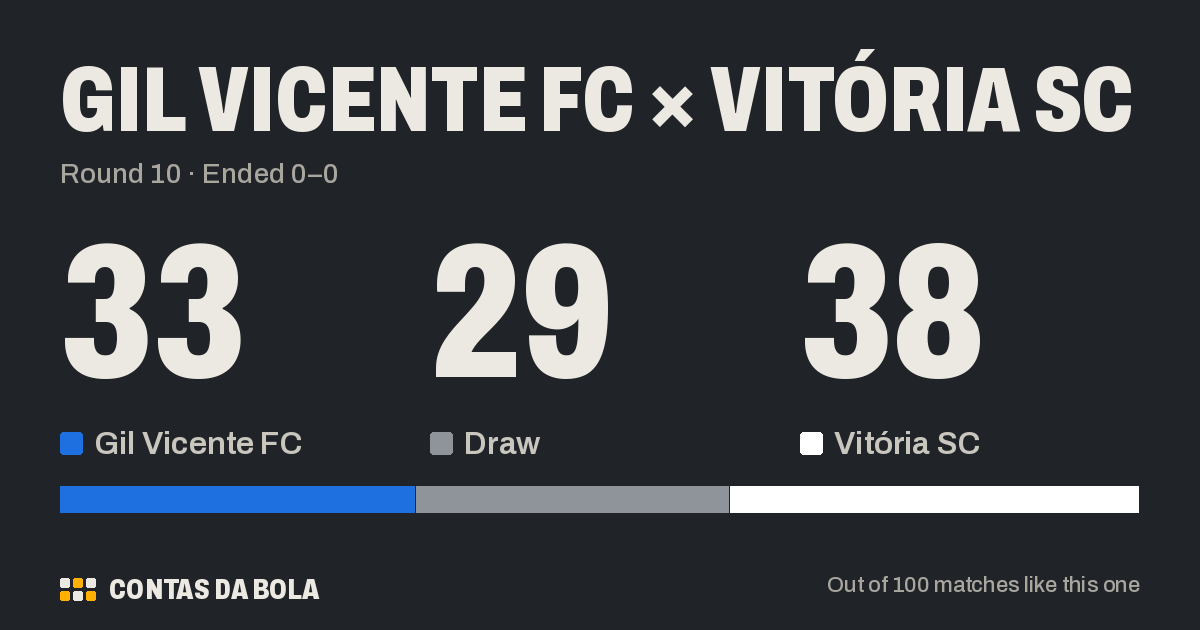 GIL VICENTE FC × VITÓRIA SC
Round 10 · Ended 0–0
33 29 38
Gil Vicente FC Draw Vitória SC
CONTAS DA BOLA
Out of 100 matches like this one